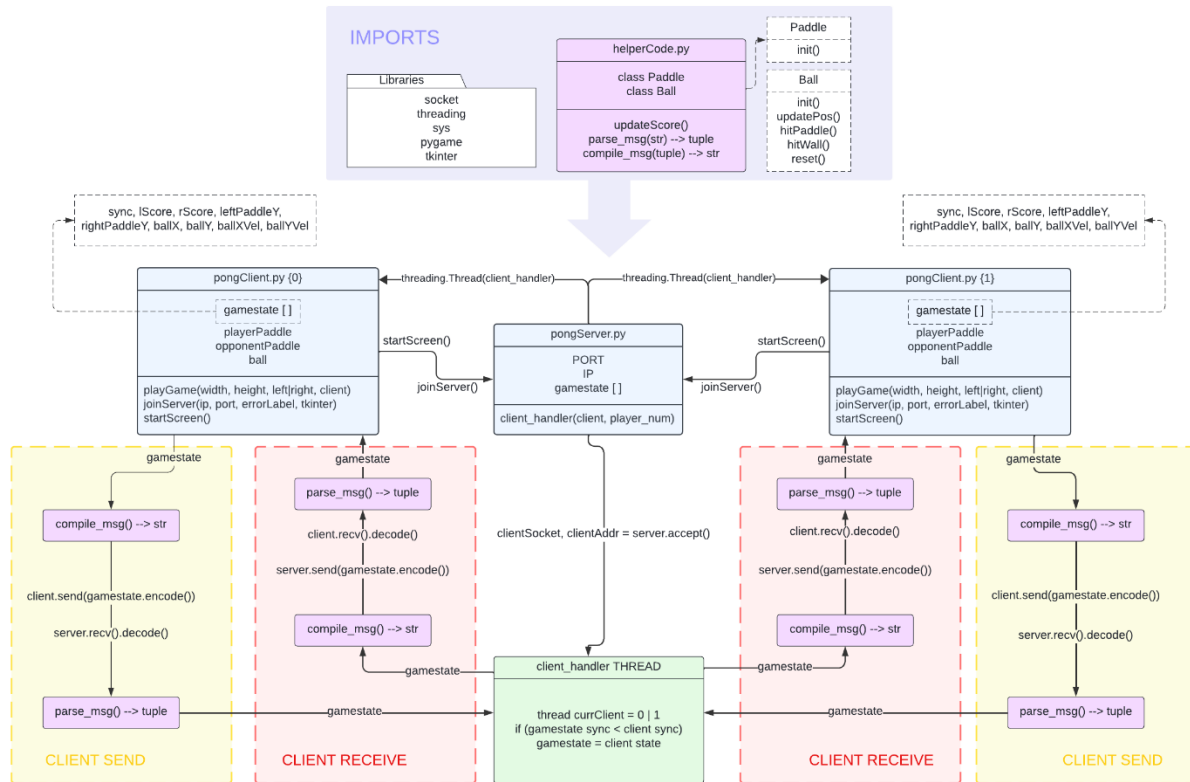 IMPORTS
Libraries
socket
threading
sys
pygame
tkinter
helperCode.py
class Paddle
class Ball
updateScore()
parse_msg(str) --> tuple
compile_msg(tuple) --> str
Paddle
init()
Ball
init()
updatePos()
hitPaddle()
hitWall()
reset()
sync, lScore, rScore, leftPaddleY,
rightPaddleY, ballX, ballY, ballXVel, ballYVel
sync, lScore, rScore, leftPaddleY,
rightPaddleY, ballX, ballY, ballXVel, ballYVel
pongClient.py {0}
gamestate [ ]
playerPaddle
opponentPaddle
ball
playGame(width, height, left|right, client)
joinServer(ip, port, errorLabel, tkinter)
startScreen()
threading.Thread(client_handler)
threading.Thread(client_handler)
startScreen()
joinServer()
pongServer.py
PORT
IP
gamestate [ ]
client_handler(client, player_num)
startScreen()
joinServer()
pongClient.py {1}
gamestate [ ]
playerPaddle
opponentPaddle
ball
playGame(width, height, left|right, client)
joinServer(ip, port, errorLabel, tkinter)
startScreen()
gamestate
compile_msg() --> str
client.send(gamestate.encode())
server.recv().decode()
parse_msg() --> tuple
CLIENT SEND
gamestate
parse_msg() --> tuple
client.recv().decode()
server.send(gamestate.encode())
compile_msg() --> str
gamestate
gamestate
CLIENT RECEIVE
clientSocket, clientAddr = server.accept()
client_handler THREAD
thread currClient = 0 | 1
if (gamestate sync < client sync)
gamestate = client state
gamestate
parse_msg() --> tuple
client.recv().decode()
server.send(gamestate.encode())
compile_msg() --> str
gamestate
gamestate
CLIENT RECEIVE
gamestate
compile_msg() --> str
client.send(gamestate.encode())
server.recv().decode()
parse_msg() --> tuple
CLIENT SEND